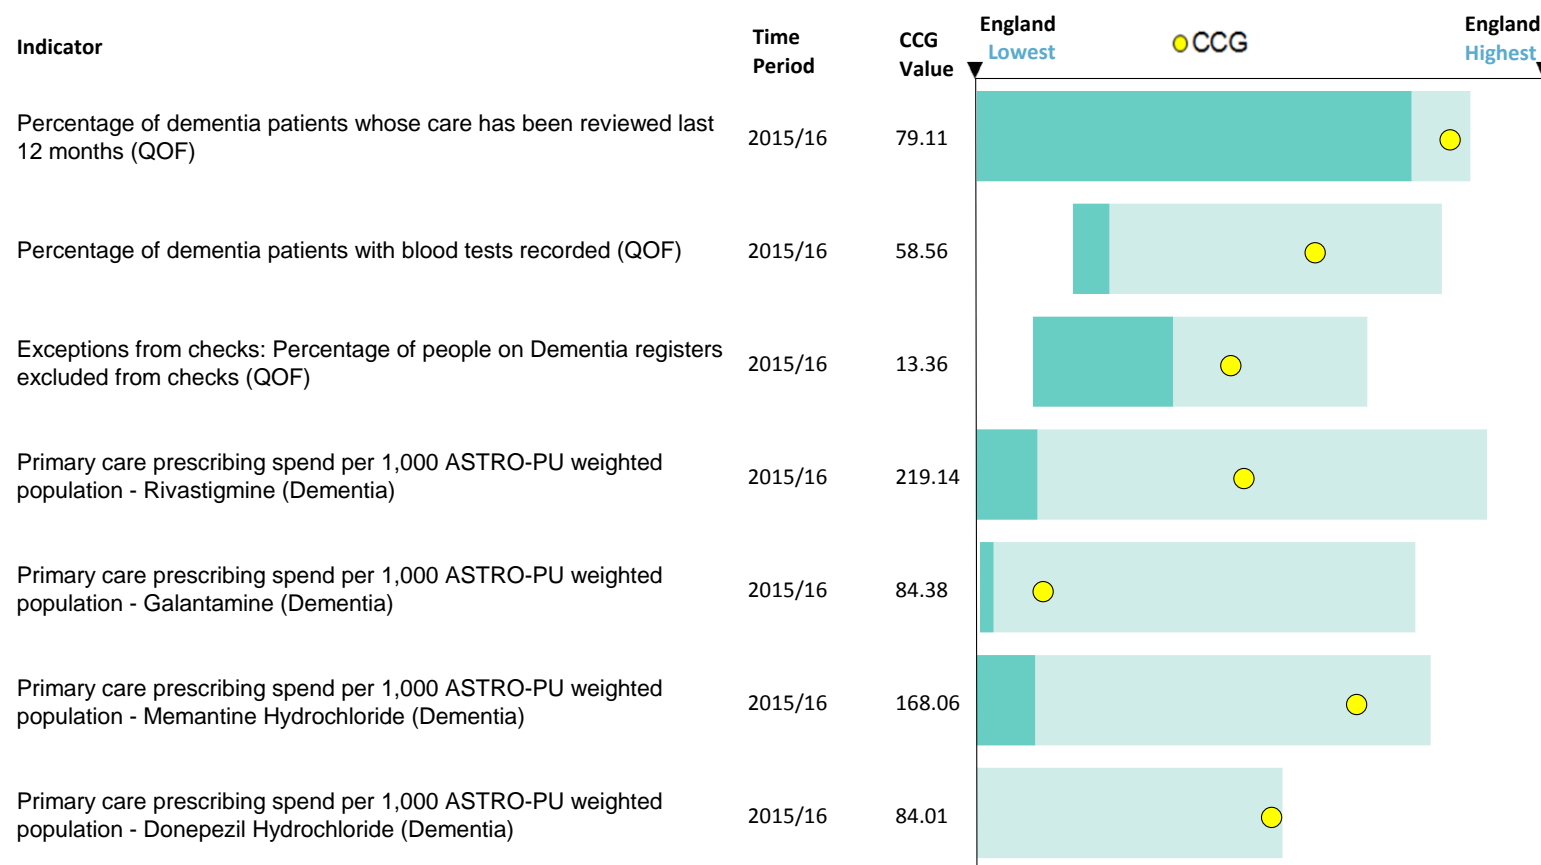 Indicator
Time
Period
CCG
Value
England
Lowest
CCG
England
Highest
Percentage of dementia patients whose care has been reviewed last
12 months (QOF)
2015/16
79.11
Percentage of dementia patients with blood tests recorded (QOF)
2015/16
58.56
Exceptions from checks: Percentage of people on Dementia registers
excluded from checks (QOF)
2015/16
13.36
Primary care prescribing spend per 1,000 ASTRO-PU weighted
population - Rivastigmine (Dementia)
2015/16
219.14
Primary care prescribing spend per 1,000 ASTRO-PU weighted
population - Galantamine (Dementia)
2015/16
84.38
Primary care prescribing spend per 1,000 ASTRO-PU weighted
population - Memantine Hydrochloride (Dementia)
2015/16
168.06
Primary care prescribing spend per 1,000 ASTRO-PU weighted
population - Donepezil Hydrochloride (Dementia)
2015/16
84.01